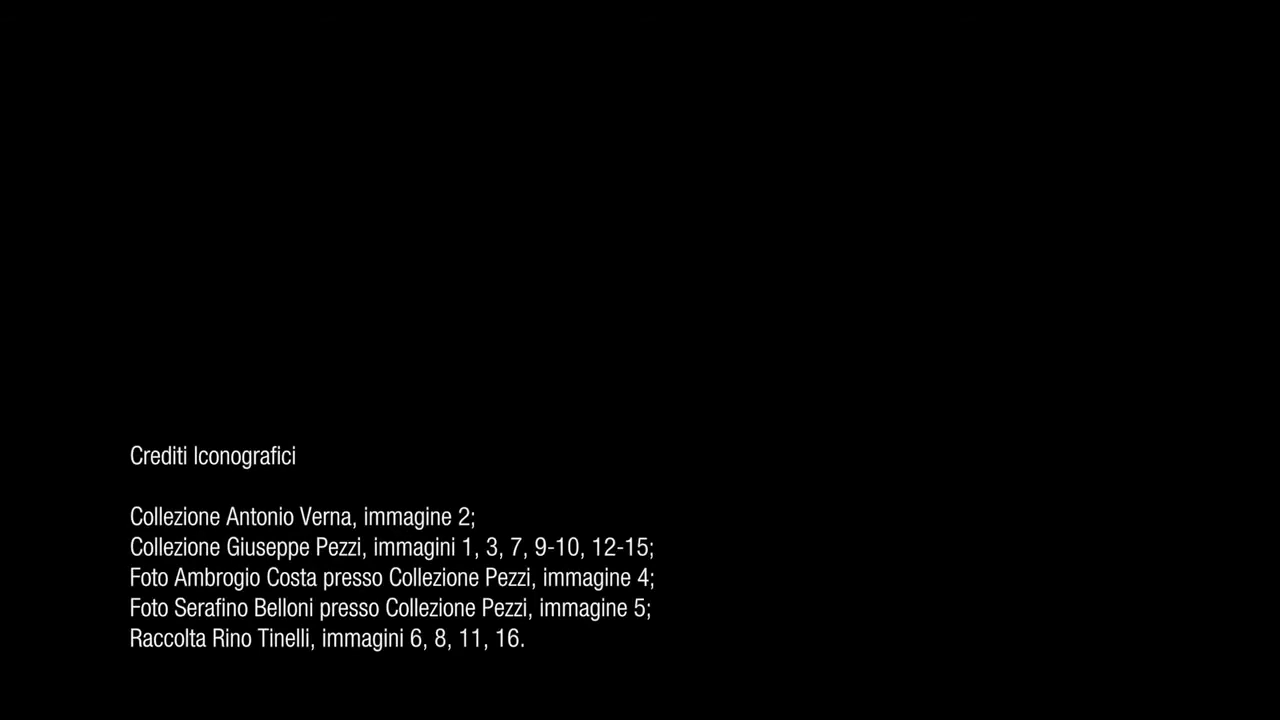 Crediti Iconografici
Collezione Antonio Verna, immagine 2;
Collezione Giuseppe Pezzi, immagini 1, 3, 7, 9-10, 12-15;
Foto Ambrogio Costa presso Collezione Pezzi, immagine 4;
Foto Serafino Belloni presso Collezione Pezzi, immagine 5;
Raccolta Rino Tinelli, immagini 6, 8, 11, 16.